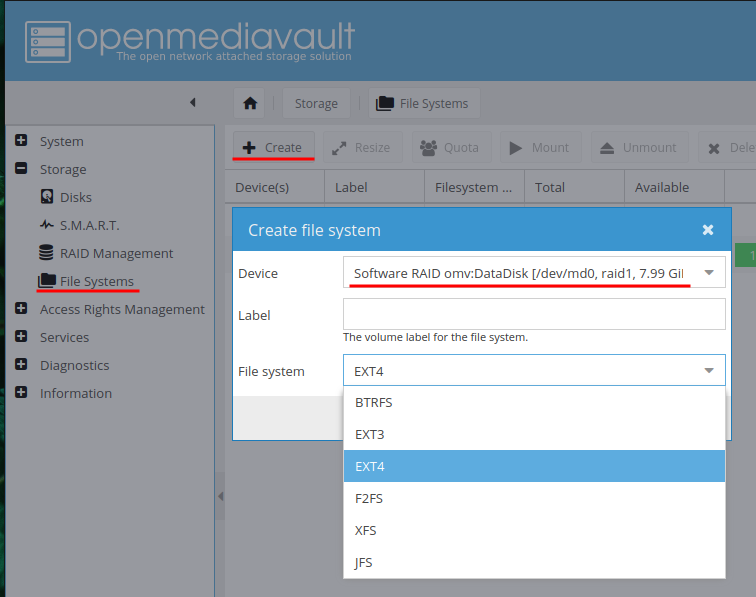 openmediavault
The open network attached storage solution
Storage
File Systems
System
Storage
Disks
S.M.A.R.T.
RAID Management
File Systems
Access Rights Management
Services
Diagnostics
Information
Create
Resize
Quota
Mount
Unmount
Dele
Device(s)
Label
Filesystem ...
Total
Available
1
Create file system
Device
Software RAID omv:DataDisk [/dev/md0, raid1, 7.99 Gi
Label
The volume label for the file system.
File system
EXT4
BTRFS
EXT3
EXT4
F2FS
XFS
JFS